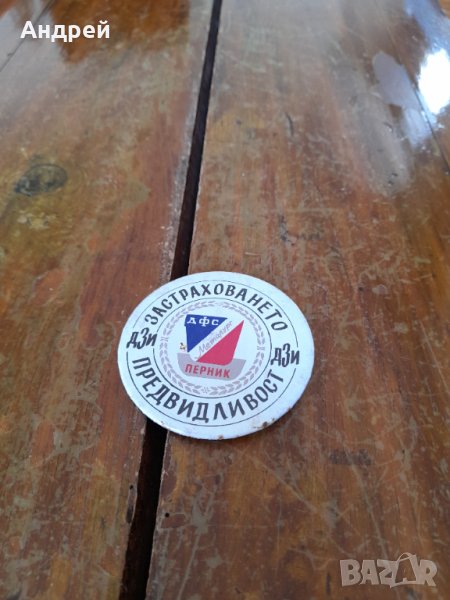 Андрей
ЗАСТРАХОВАНЕТО
ДЗИ
ДЗИ
ДФС
Металург
ПЕРНИК
ПРЕДВИДЛИВОСТ
BAZAR